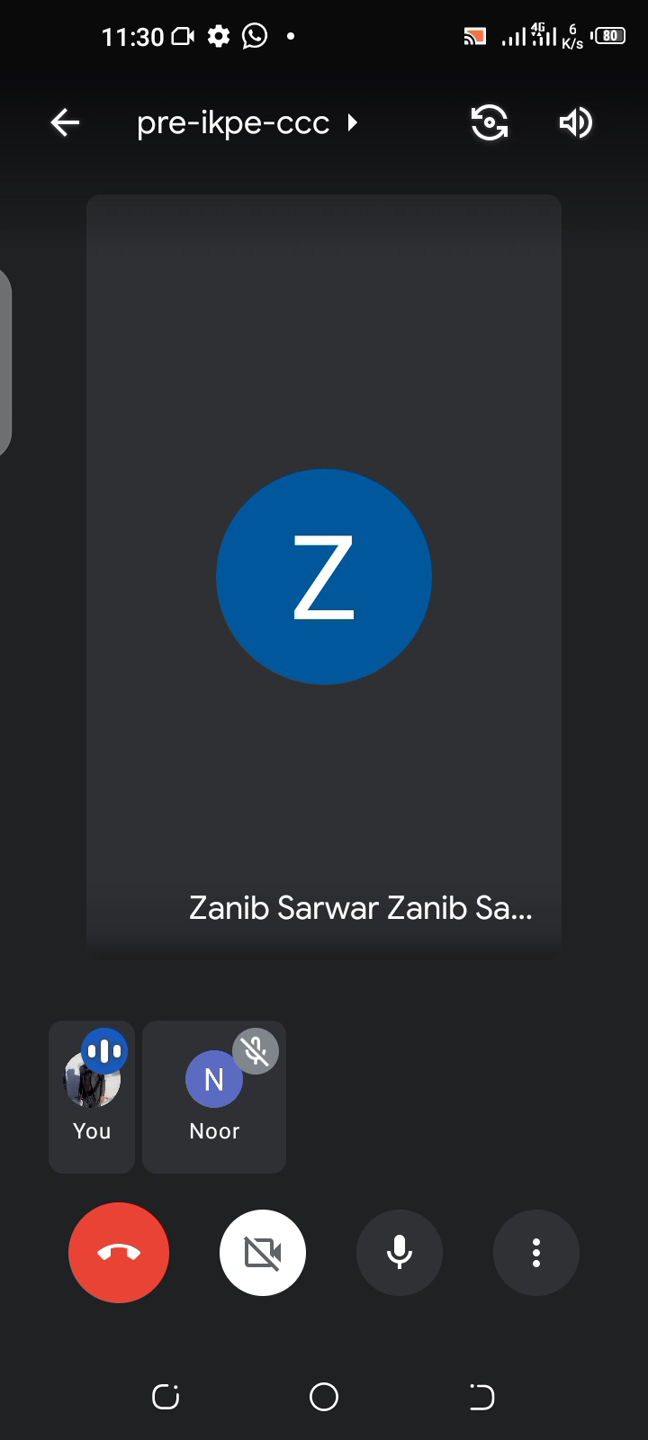 11:30
4G
6
K/s
80
pre-ikpe-ccc
Z
Zanib Sarwar Zanib Sa...
N
You
Noor